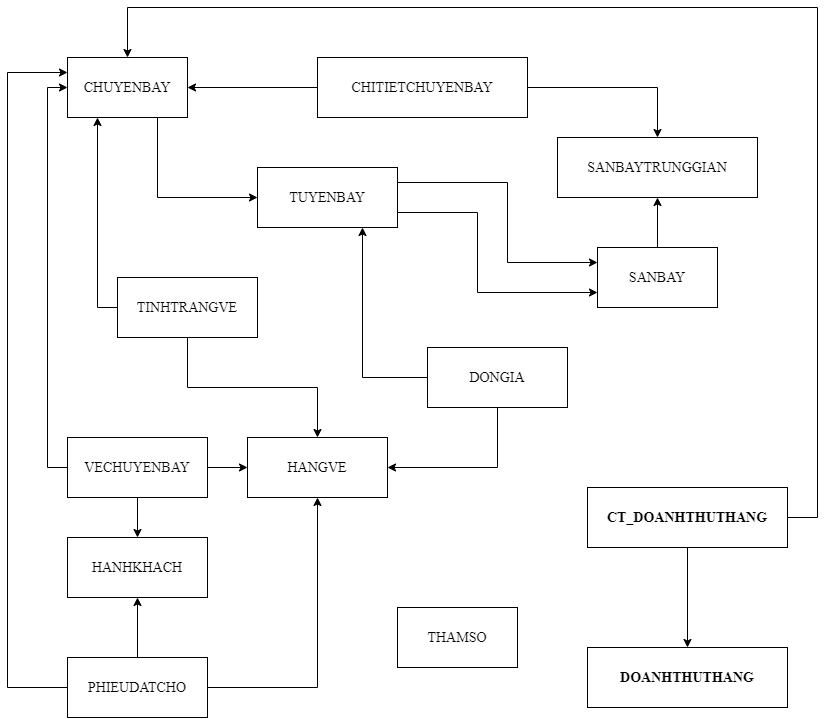 CHUYENBAY
CHITIETCHUYENBAY
SANBAYTRUNGGIAN
TUYENBAY
SANBAY
TINHTRANGVE
DONGIA
VECHUYENBAY
HANGVE
CT_DOANHTHUTHANG
HANHKHACH
THAMSO
PHIEUDATCHO
DOANHTHUTHANG